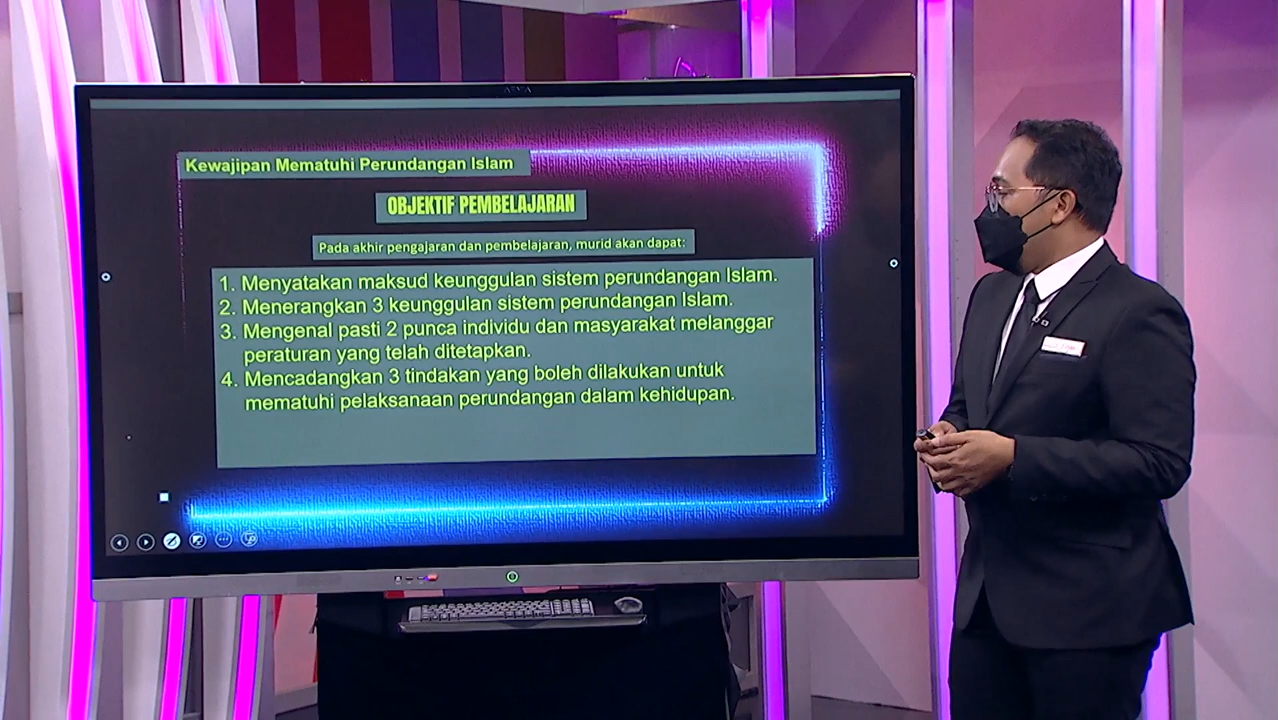 Kewajipan Mematuhi Perundangan Islam
OBJEKTIF PEMBELAJARAN
Pada akhir pengajaran dan pembelajaran, murid akan dapat:
1. Menyatakan maksud keunggulan sistem perundangan Islam.
2. Menerangkan 3 keunggulan sistem perundangan Islam.
3. Mengenal pasti 2 punca individu dan masyarakat melanggar
peraturan yang telah ditetapkan.
4. Mencadangkan 3 tindakan yang boleh dilakukan untuk
mematuhi pelaksanaan perundangan dalam kehidupan.